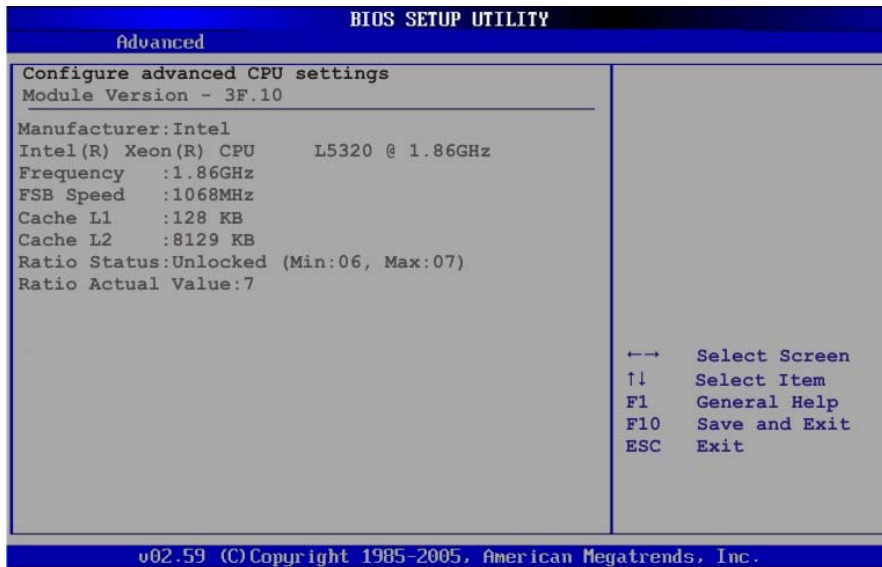 BIOS SETUP UTILITY
Advanced
Configure advanced CPU settings
Module Version - 3F.10
Manufacturer:Intel
Intel(R) Xeon(R) CPU L5320 @ 1.86GHz
Frequency :1.86GHz
FSB Speed :1068MHz
Cache L1 :128 KB
Cache L2 :8129 KB
Ratio Status:Unlocked (Min:06, Max:07)
Ratio Actual Value:7
←→ Select Screen
↑↓ Select Item
F1 General Help
F10 Save and Exit
ESC Exit
v02.59 (C)Copyright 1985-2005, American Megatrends, Inc.